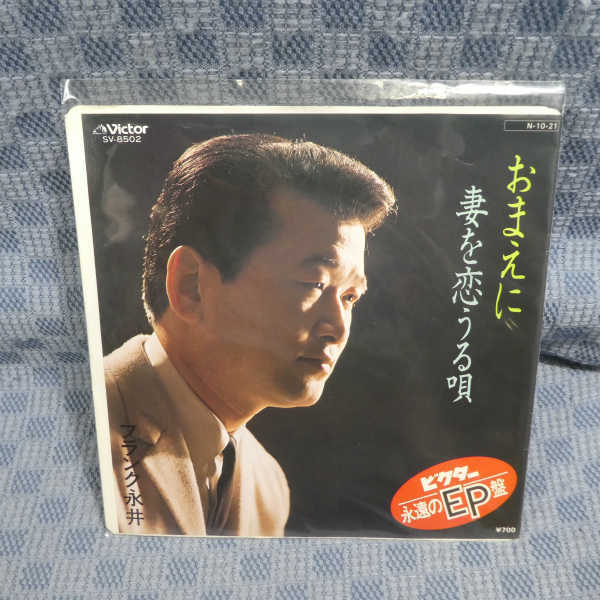 Victor
SV-8502
N-10-21
おまえに
妻を恋うる唄
フランク永井
ビクター
永遠のEP盤
¥700